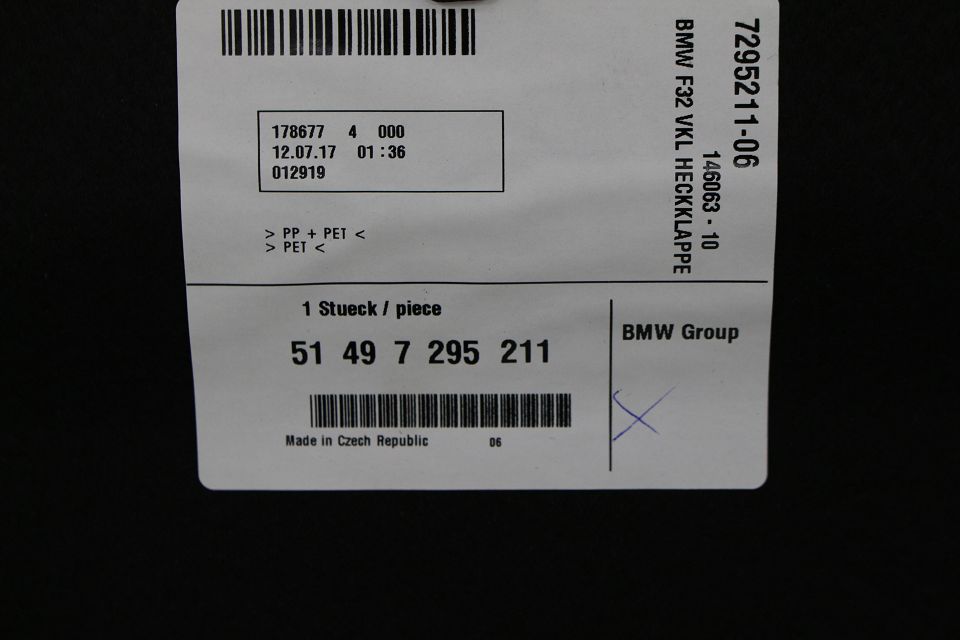 178677 4 000
12.07.17 01:36
012919
> PP + PET <
> PET <
7295211-06
146063-10
BMW F32 VKL HECKKLAPPE
1 Stueck / piece
51 49 7 295 211
Made in Czech Republic 06
BMW Group
X